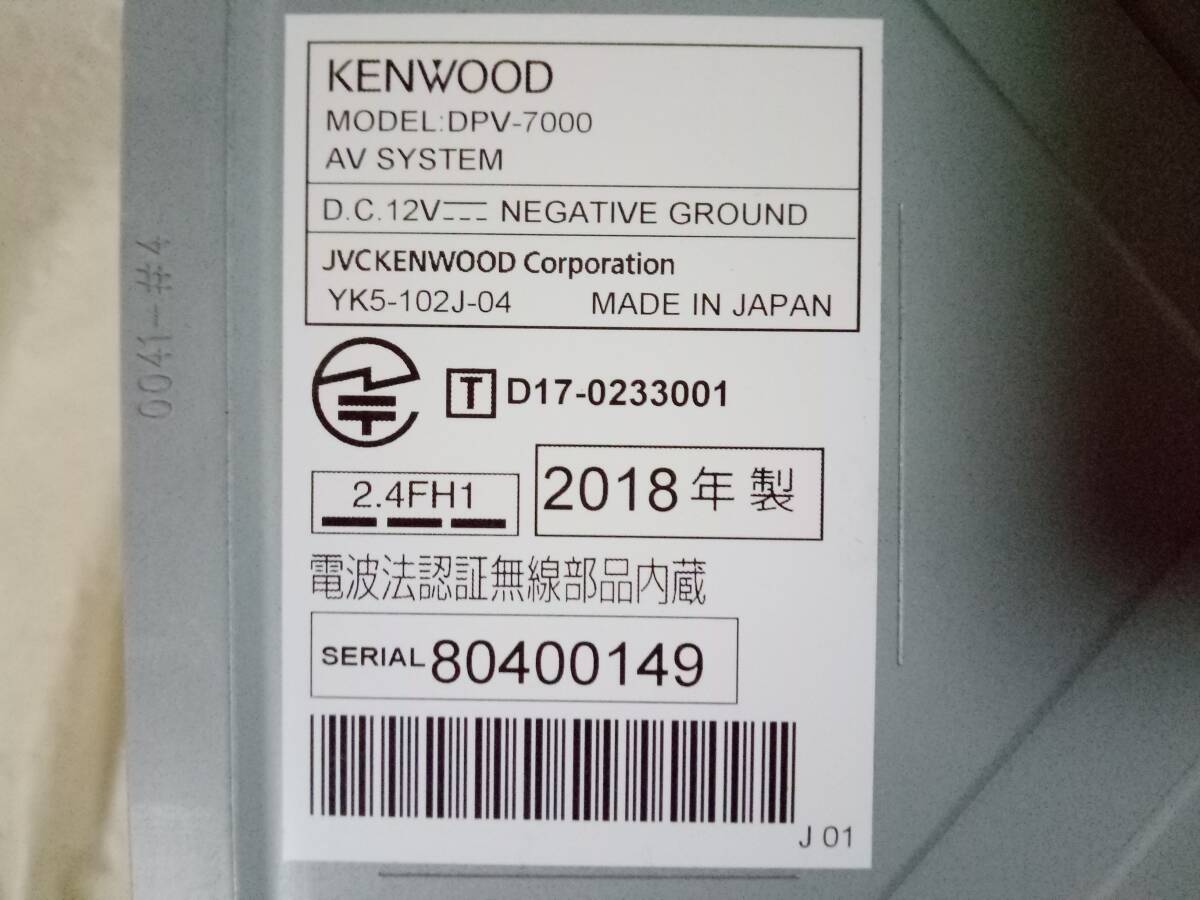 KENWOOD
MODEL:DPV-7000
AV SYSTEM
D.C.12V⎓ NEGATIVE GROUND
JVCKENWOOD Corporation
YK5-102J-04 MADE IN JAPAN
T D17-0233001
2.4FH1
2018年製
電波法認証無線部品内蔵
SERIAL 80400149
J 01
0041-#4